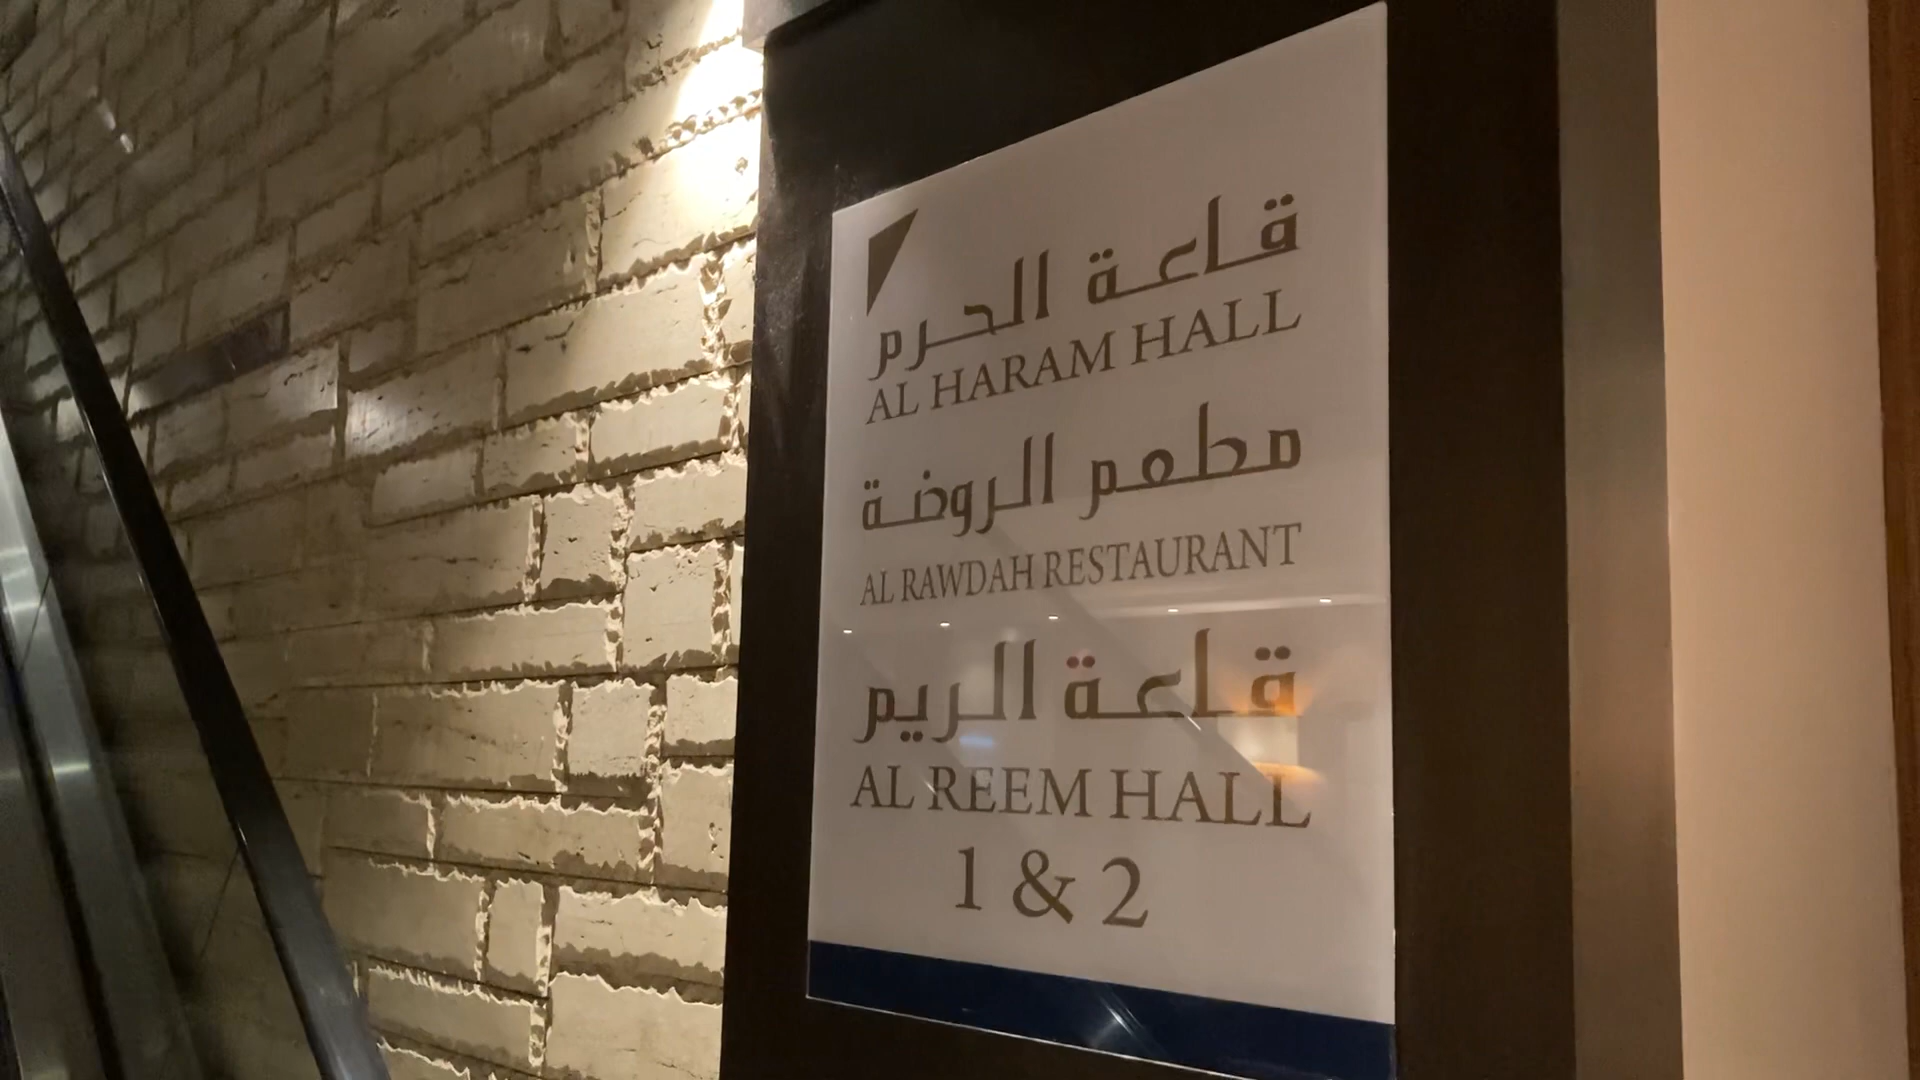 قاعة الحرم
AL HARAM HALL
مطعم الروضة
AL RAWDAH RESTAURANT
قاعة الريم
AL REEM HALL
1 & 2